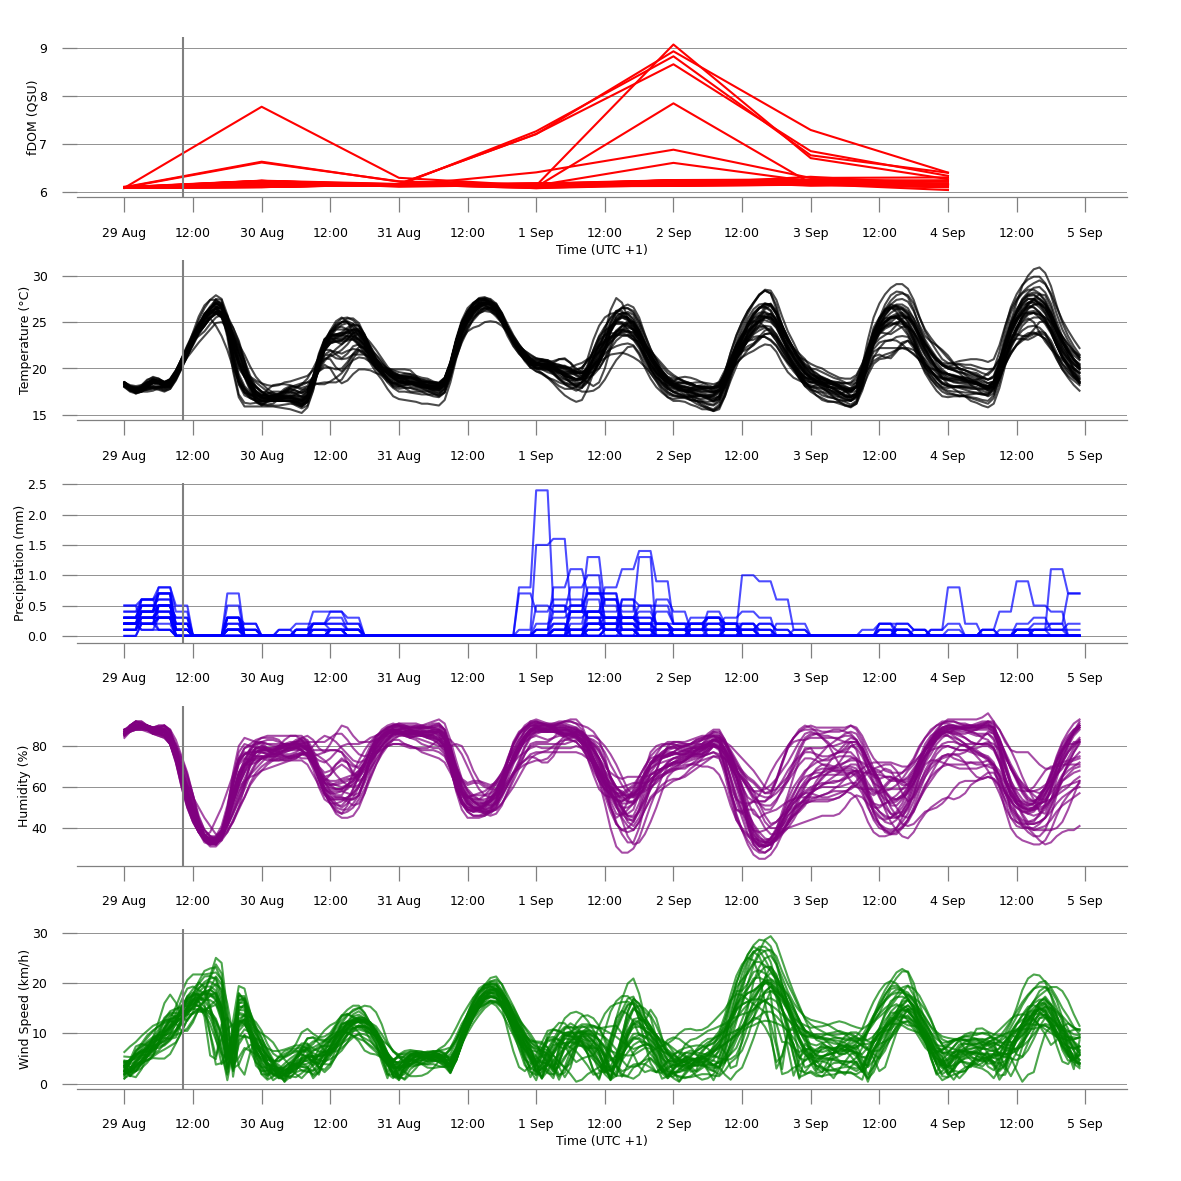 fDOM (QSU)
9
8
7
6
29 Aug 12:00 30 Aug 12:00 31 Aug 12:00 1 Sep 12:00 2 Sep 12:00 3 Sep 12:00 4 Sep 12:00 5 Sep
Time (UTC +1)
Temperature (°C)
30
25
20
15
29 Aug 12:00 30 Aug 12:00 31 Aug 12:00 1 Sep 12:00 2 Sep 12:00 3 Sep 12:00 4 Sep 12:00 5 Sep
Precipitation (mm)
2.5
2.0
1.5
1.0
0.5
0.0
29 Aug 12:00 30 Aug 12:00 31 Aug 12:00 1 Sep 12:00 2 Sep 12:00 3 Sep 12:00 4 Sep 12:00 5 Sep
Humidity (%)
80
60
40
29 Aug 12:00 30 Aug 12:00 31 Aug 12:00 1 Sep 12:00 2 Sep 12:00 3 Sep 12:00 4 Sep 12:00 5 Sep
Wind Speed (km/h)
30
20
10
0
29 Aug 12:00 30 Aug 12:00 31 Aug 12:00 1 Sep 12:00 2 Sep 12:00 3 Sep 12:00 4 Sep 12:00 5 Sep
Time (UTC +1)